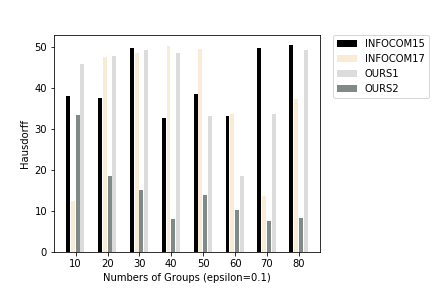 INFOCOM15
INFOCOM17
OURS1
OURS2
Hausdorff
50
40
30
20
10
0
10 20 30 40 50 60 70 80
Numbers of Groups (epsilon=0.1)